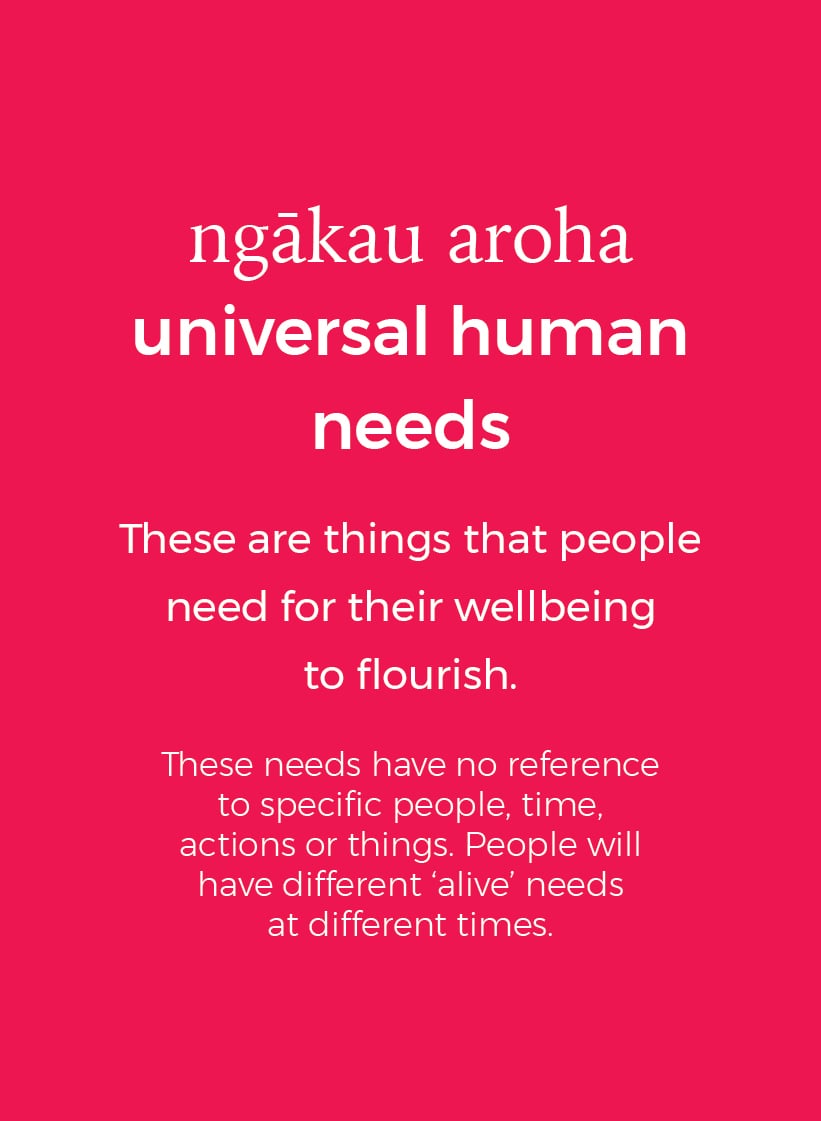 ngākau aroha
universal human
needs
These are things that people
need for their wellbeing
to flourish.
These needs have no reference
to specific people, time,
actions or things. People will
have different ‘alive’ needs
at different times.